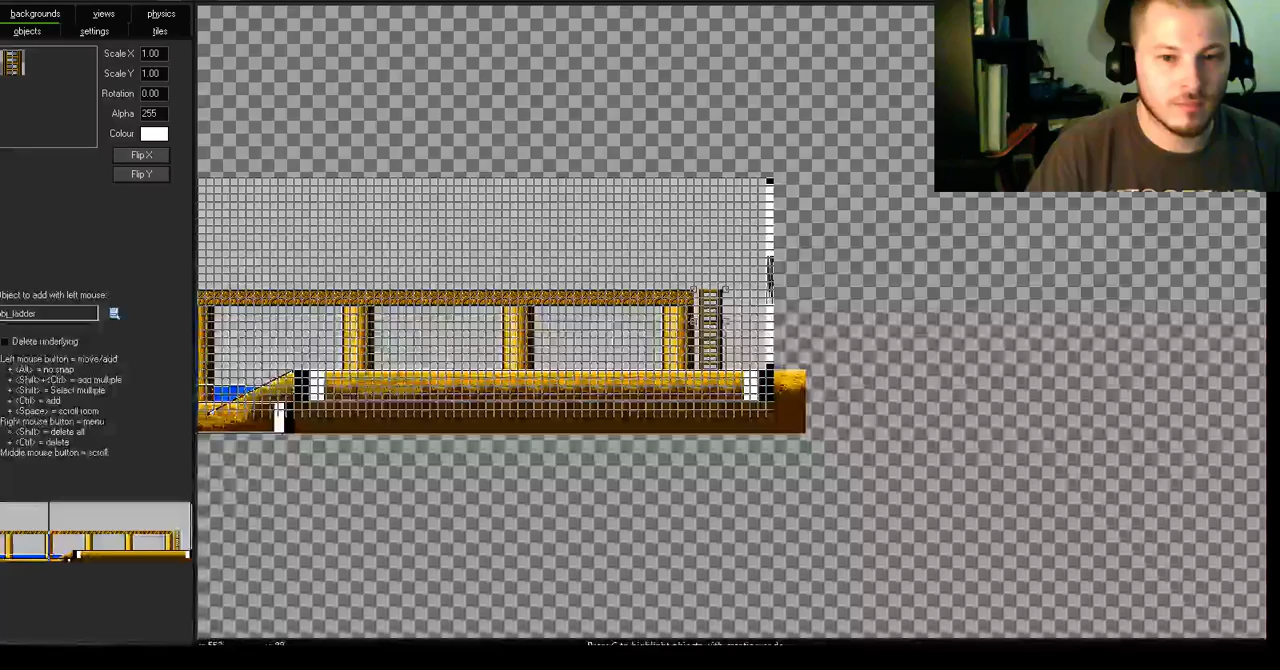 backgrounds views physics
objects settings tiles
Scale X 1.00
Scale Y 1.00
Rotation 0.00
Alpha 255
Colour
Flip X
Flip Y
Object to add with left mouse:
obj_ladder
Delete underlying
Left mouse button = move/add
+ <Alt> = no snap
+ <Shift>+<Ctrl> = add multiple
+ <Shift> = Select multiple
+ <Ctrl> = add
+ <Space> = scroll room
Right mouse button = menu
+ <Shift> = delete all
+ <Ctrl> = delete
Middle mouse button = scroll